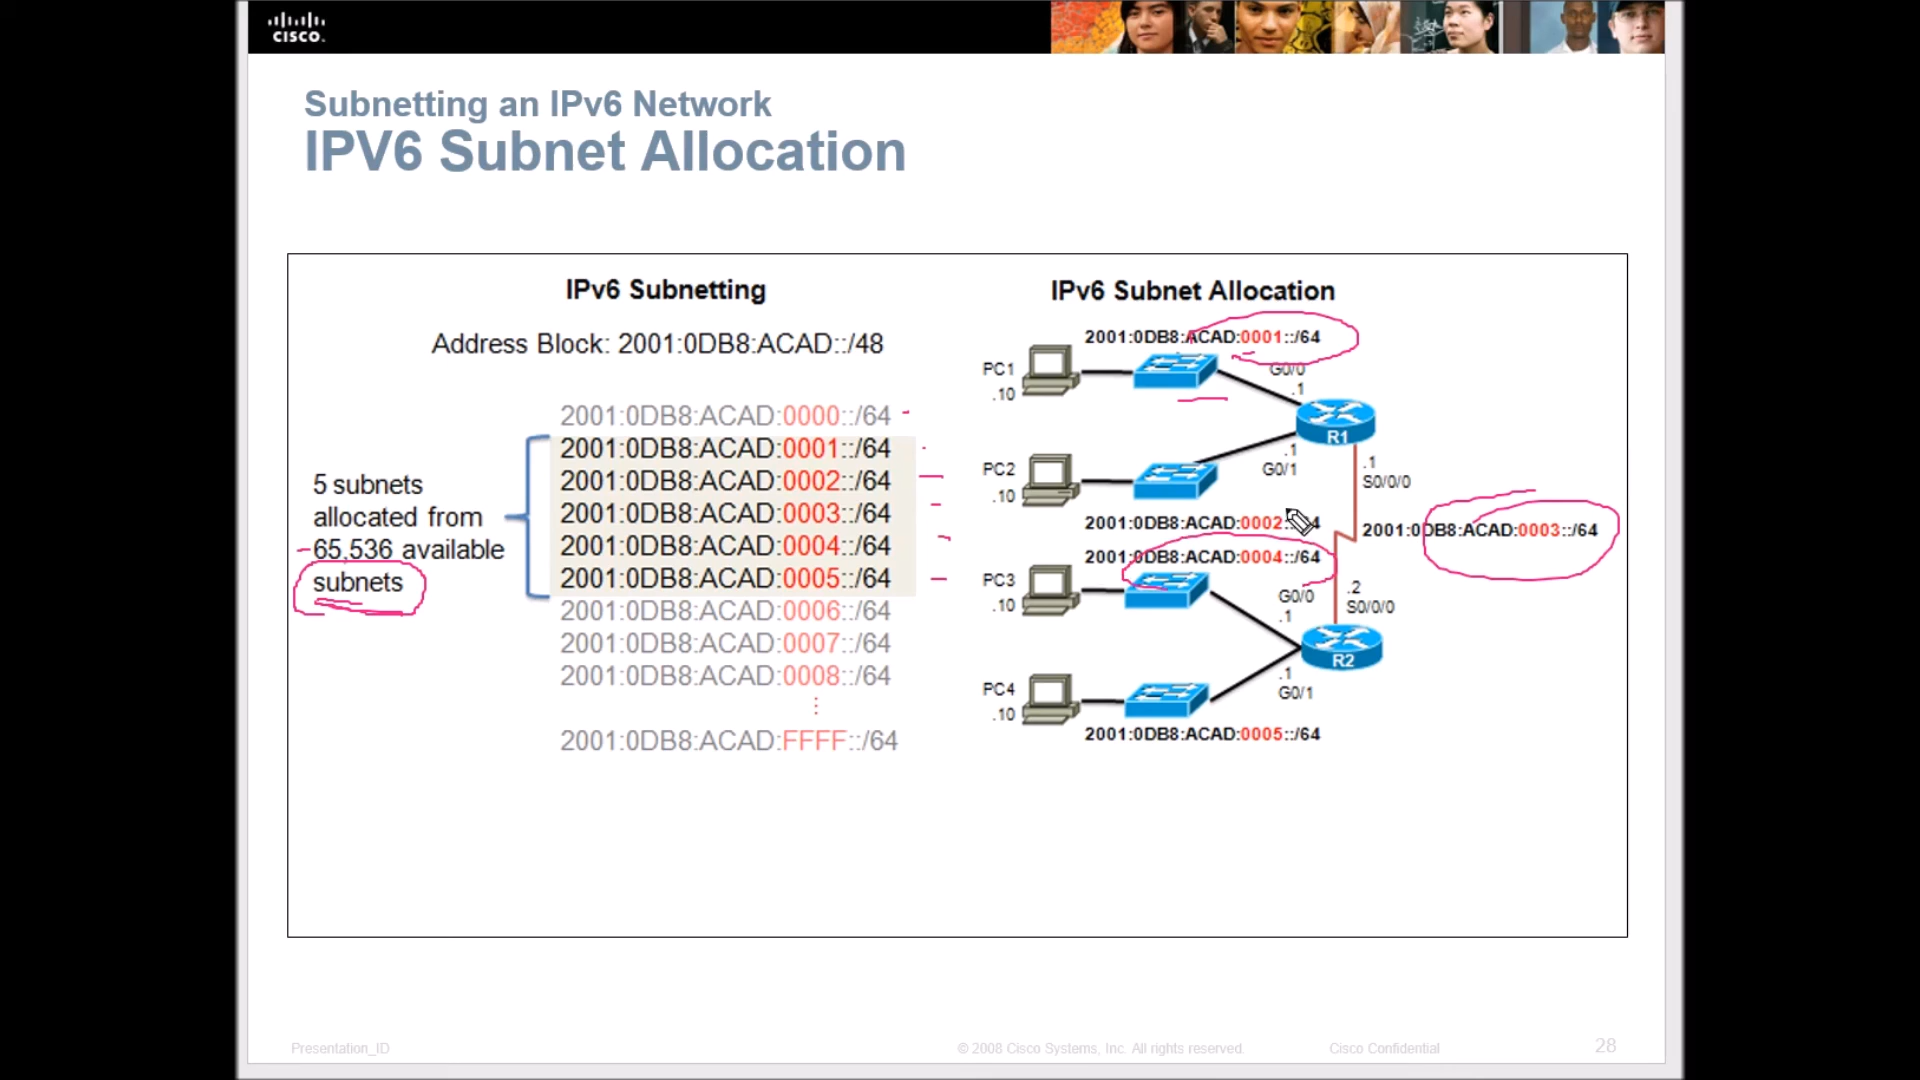 CISCO.
Subnetting an IPv6 Network
IPV6 Subnet Allocation
IPv6 Subnetting
Address Block: 2001:0DB8:ACAD::/48
2001:0DB8:ACAD:0000::/64
2001:0DB8:ACAD:0001::/64
2001:0DB8:ACAD:0002::/64
2001:0DB8:ACAD:0003::/64
2001:0DB8:ACAD:0004::/64
2001:0DB8:ACAD:0005::/64
2001:0DB8:ACAD:0006::/64
2001:0DB8:ACAD:0007::/64
2001:0DB8:ACAD:0008::/64
2001:0DB8:ACAD:FFFF::/64
5 subnets
allocated from
65,536 available
subnets
IPv6 Subnet Allocation
2001:0DB8:ACAD:0001::/64
PC1
.10
G0/0
.1
R1
PC2
.10
.1
G0/1
.1
S0/0/0
2001:0DB8:ACAD:0002: 4
2001:0DB8:ACAD:0003::/64
2001:0DB8:ACAD:0004::/64
PC3
.10
G0/0
.1
.2
S0/0/0
R2
PC4
.10
.1
G0/1
2001:0DB8:ACAD:0005::/64
Presentation_ID
© 2008 Cisco Systems, Inc. All rights reserved.
Cisco Confidential
28